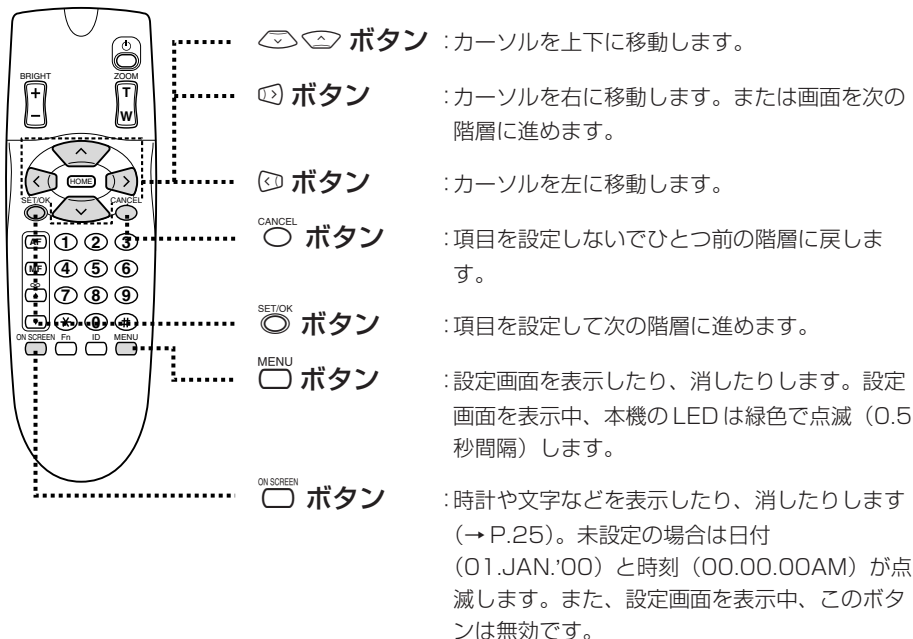 BRIGHT
ZOOM
+
−
T
W
HOME
SET/OK
CANCEL
AF
1 2 3
MF
4 5 6
7 8 9
* 0 #
ON SCREEN Fn ID MENU
ボタン :カーソルを上下に移動します。
ボタン :カーソルを右に移動します。または画面を次の
階層に進めます。
ボタン :カーソルを左に移動します。
CANCEL
ボタン :項目を設定しないでひとつ前の階層に戻しま
す。
SET/OK
ボタン :項目を設定して次の階層に進めます。
MENU
ボタン :設定画面を表示したり、消したりします。設定
画面を表示中、本機のLEDは緑色で点滅（0.5
秒間隔）します。
ON SCREEN
ボタン :時計や文字などを表示したり、消したりします
（→P.25）。未設定の場合は日付
（01.JAN.’00）と時刻（00.00.00AM）が点
滅します。また、設定画面を表示中、このボタ
ンは無効です。